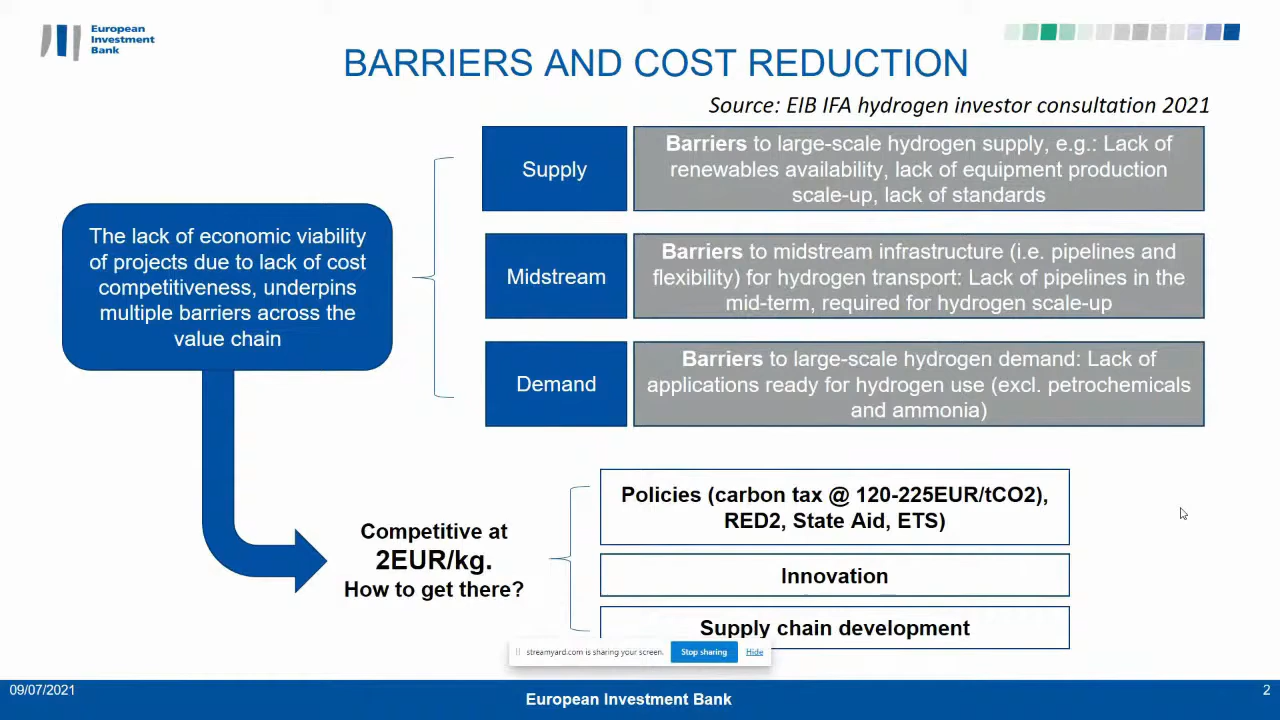 European
Investment
Bank
BARRIERS AND COST REDUCTION
Source: EIB IFA hydrogen investor consultation 2021
The lack of economic viability
of projects due to lack of cost
competitiveness, underpins
multiple barriers across the
value chain
Supply
Barriers to large-scale hydrogen supply, e.g.: Lack of
renewables availability, lack of equipment production
scale-up, lack of standards
Midstream
Barriers to midstream infrastructure (i.e. pipelines and
flexibility) for hydrogen transport: Lack of pipelines in the
mid-term, required for hydrogen scale-up
Demand
Barriers to large-scale hydrogen demand: Lack of
applications ready for hydrogen use (excl. petrochemicals
and ammonia)
Competitive at
2EUR/kg.
How to get there?
Policies (carbon tax @ 120-225EUR/tCO2),
RED2, State Aid, ETS)
Innovation
Supply chain development
streamyard.com is sharing your screen.
Stop sharing
Hide
09/07/2021
European Investment Bank
2